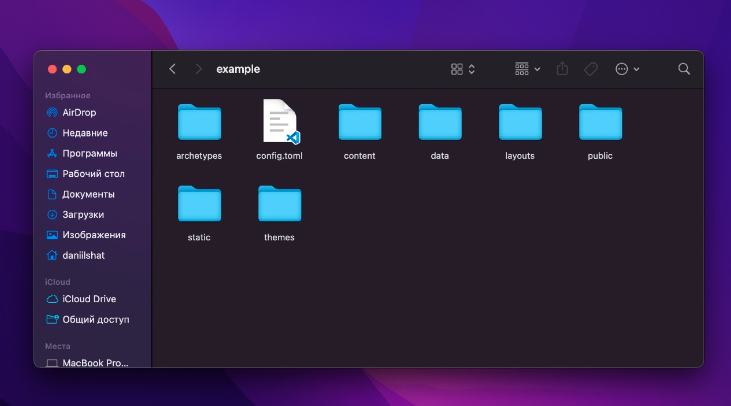 example
Избранное
AirDrop
Недавние
Программы
Рабочий стол
Документы
Загрузки
Изображения
daniilshat
iCloud
iCloud Drive
Общий доступ
Места
MacBook Pro...
archetypes
config.toml
content
data
layouts
public
static
themes